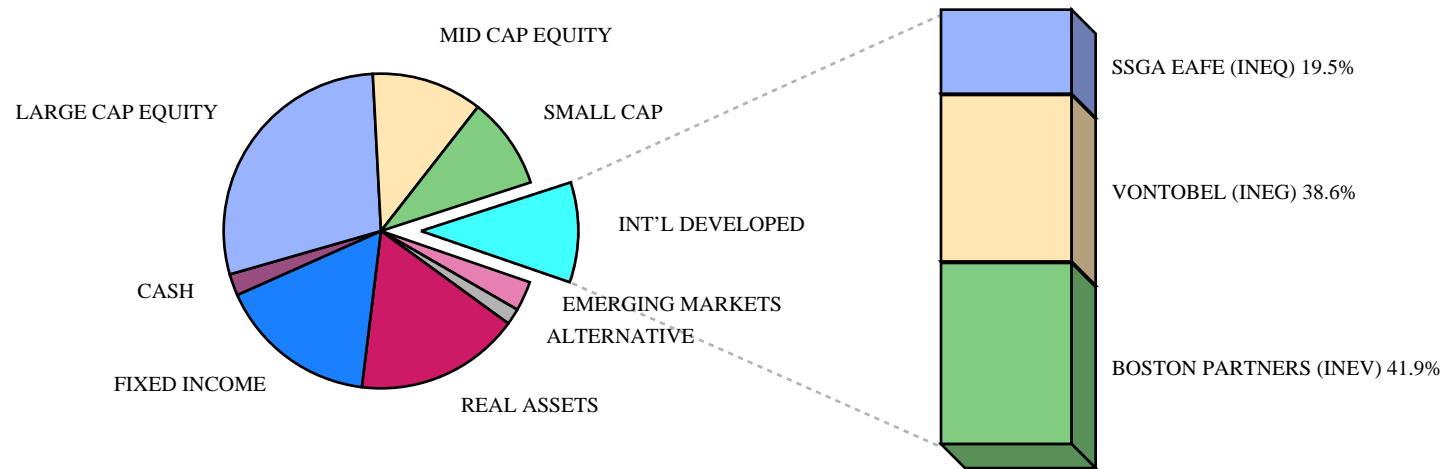 MID CAP EQUITY
LARGE CAP EQUITY
SMALL CAP
INT'L DEVELOPED
CASH
EMERGING MARKETS
ALTERNATIVE
FIXED INCOME
REAL ASSETS
SSGA EAFE (INEQ) 19.5%
VONTOBEL (INEG) 38.6%
BOSTON PARTNERS (INEV) 41.9%